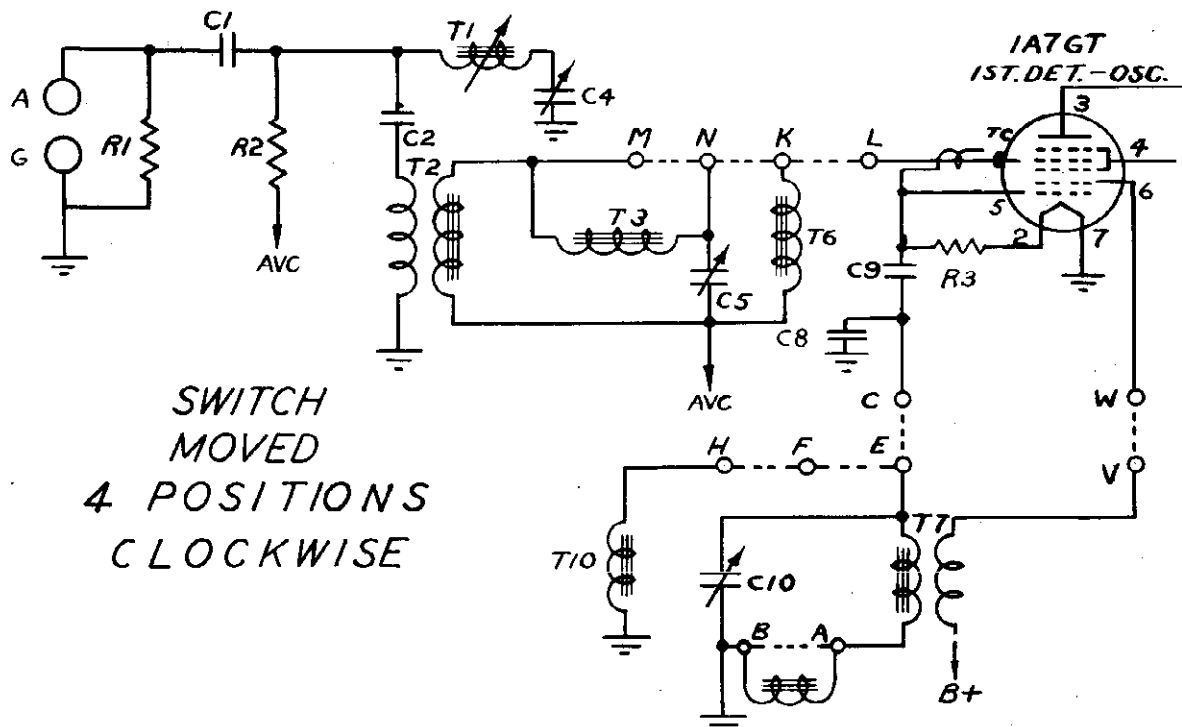 C1
T1
1A7GT
1ST. DET.-OSC.
3
A
C4
TC
4
R1
R2
C2
M
N
K
L
G
T2
6
5
T3
T6
2
7
AVC
C9
R3
C5
C8
SWITCH
MOVED
4 POSITIONS
CLOCKWISE
AVC
C
W
H
F
E
V
T7
T10
C10
B
A
B+